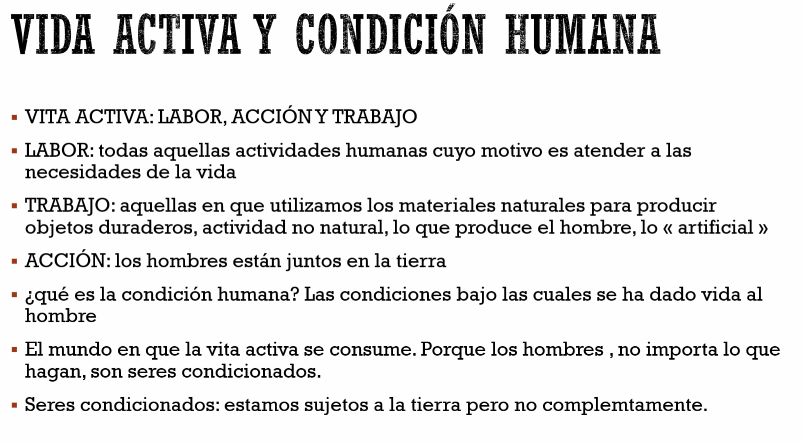 VIDA ACTIVA Y CONDICIÓN HUMANA
▪ VITA ACTIVA: LABOR, ACCIÓN Y TRABAJO
▪ LABOR: todas aquellas actividades humanas cuyo motivo es atender a las
necesidades de la vida
▪ TRABAJO: aquellas en que utilizamos los materiales naturales para producir
objetos duraderos, actividad no natural, lo que produce el hombre, lo « artificial »
▪ ACCIÓN: los hombres están juntos en la tierra
▪ ¿qué es la condición humana? Las condiciones bajo las cuales se ha dado vida al
hombre
▪ El mundo en que la vita activa se consume. Porque los hombres , no importa lo que
hagan, son seres condicionados.
▪ Seres condicionados: estamos sujetos a la tierra pero no complemtamente.